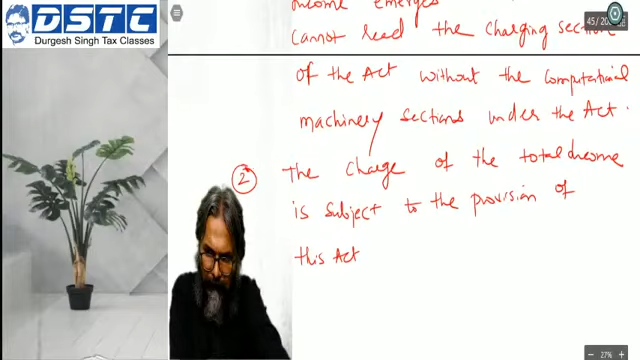 DSTC
Durgesh Singh Tax Classes
45/20
income emerges
cannot read the charging section
of the Act without the computational
machinery sections under the Act.
② The charge of the total income
is subject to the provision of
this Act
27%